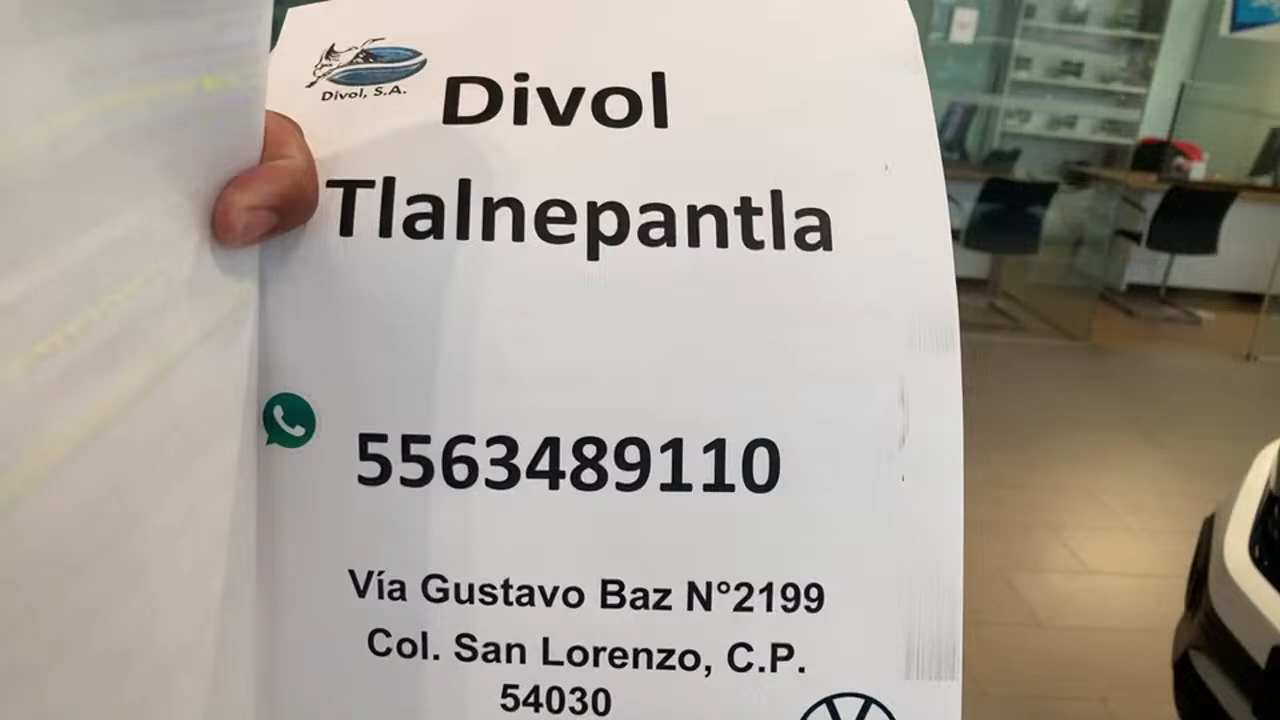 Divol, S.A.
Divol
Tlalnepantla
5563489110
Vía Gustavo Baz N°2199
Col. San Lorenzo, C.P.
54030